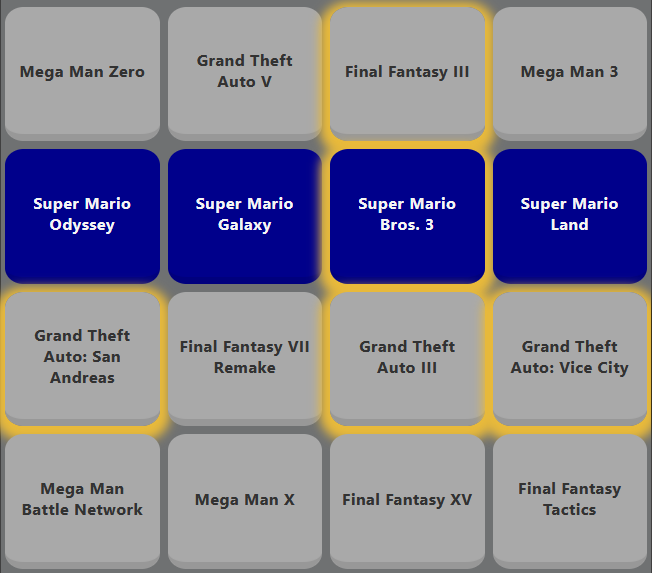 Mega Man Zero
Grand Theft
Auto V
Final Fantasy III
Mega Man 3
Super Mario
Odyssey
Super Mario
Galaxy
Super Mario
Bros. 3
Super Mario
Land
Grand Theft
Auto: San
Andreas
Final Fantasy VII
Remake
Grand Theft
Auto III
Grand Theft
Auto: Vice City
Mega Man
Battle Network
Mega Man X
Final Fantasy XV
Final Fantasy
Tactics